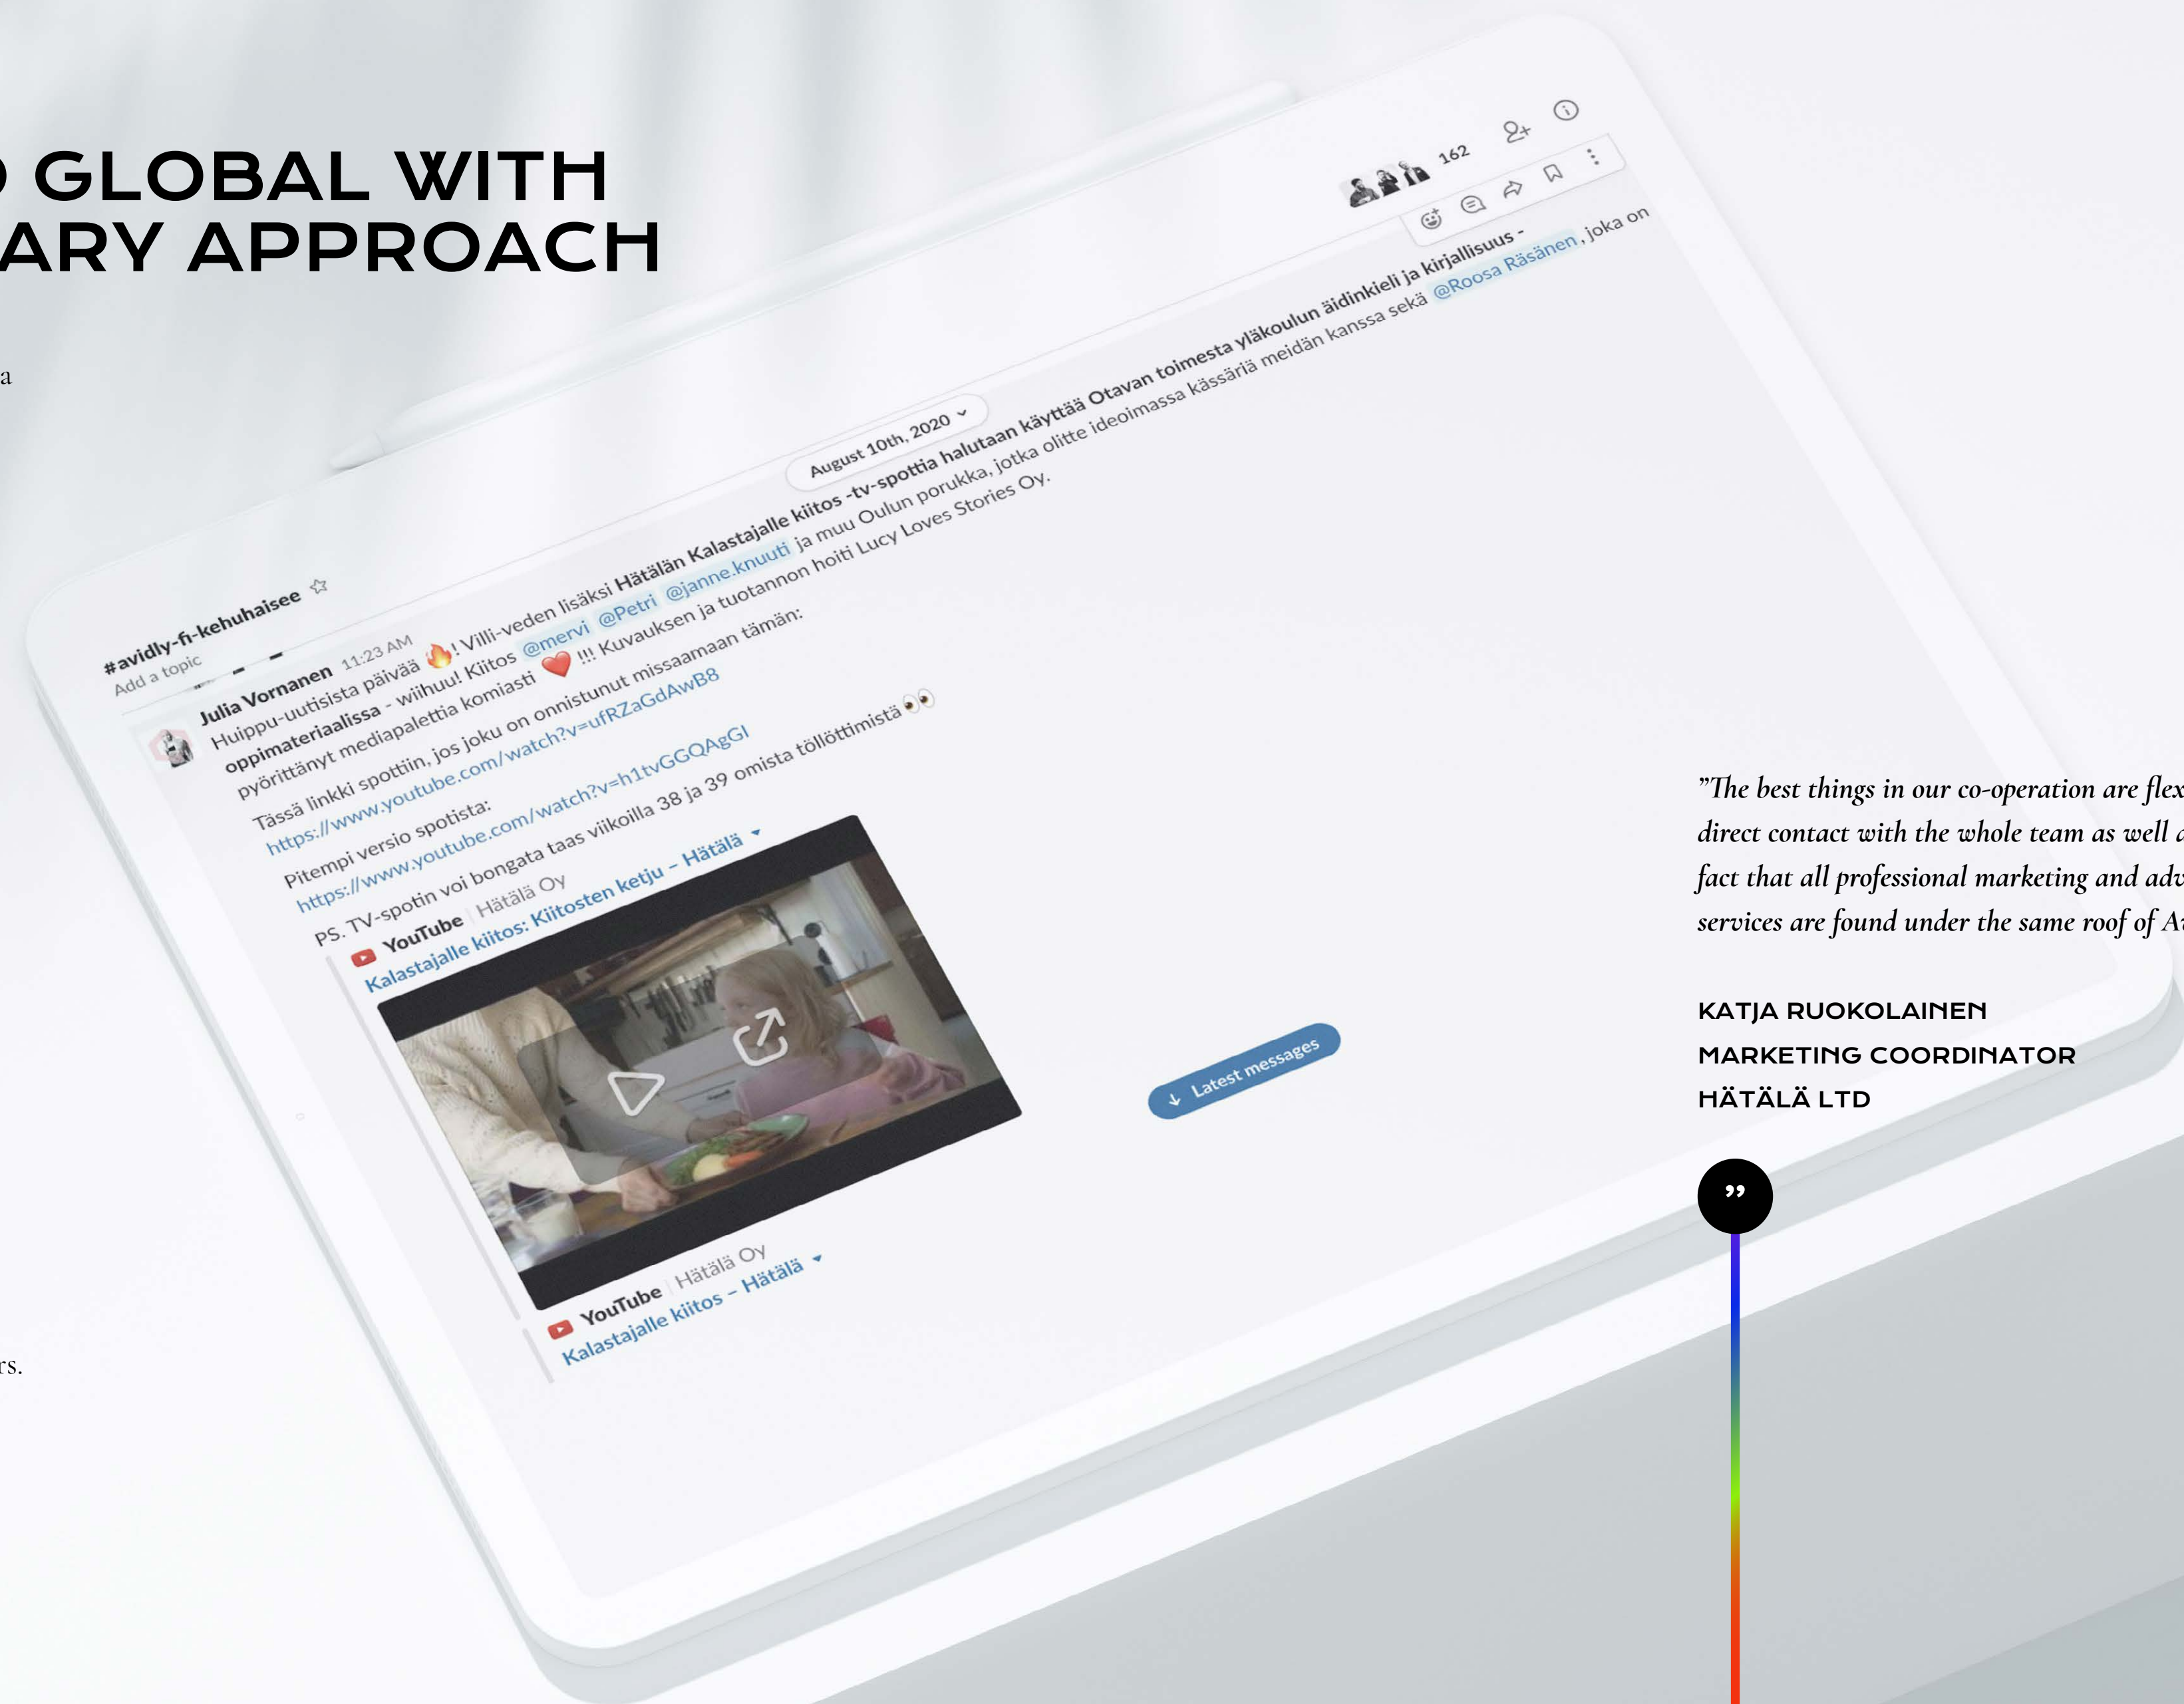 GLOBAL WITH
ARY APPROACH
a
rs.
162
#avidly-fi-kehuhaisee
Add a topic
August 10th, 2020
Julia Vornanen 11:23 AM
Huippu-uutisista päivää 🔥! Villi-veden lisäksi Hätälän Kalastajalle kiitos -tv-spottia halutaan käyttää Otavan toimesta yläkoulun äidinkieli ja kirjallisuus -
oppimateriaalissa - wiihuu! Kiitos @mervi @Petri @janne.knuuti ja muu Oulun porukka, jotka olitte ideoimassa kässäriä meidän kanssa sekä @Roosa Räsänen, joka on
pyörittänyt mediapalettia komiasti ❤️ !!! Kuvauksen ja tuotannon hoiti Lucy Loves Stories Oy.
Tässä linkki spottiin, jos joku on onnistunut missaamaan tämän:
https://www.youtube.com/watch?v=ufRZaGdAwB8
Pitempi versio spotista:
https://www.youtube.com/watch?v=h1tvGGQAgGI
PS. TV-spotin voi bongata taas viikoilla 38 ja 39 omista töllöttimistä 👀
YouTube | Hätälä Oy
Kalastajalle kiitos: Kiitosten ketju – Hätälä
Latest messages
YouTube | Hätälä Oy
Kalastajalle kiitos – Hätälä
”The best things in our co-operation are flex
direct contact with the whole team as well a
fact that all professional marketing and adv
services are found under the same roof of Av
KATJA RUOKOLAINEN
MARKETING COORDINATOR
HÄTÄLÄ LTD
”